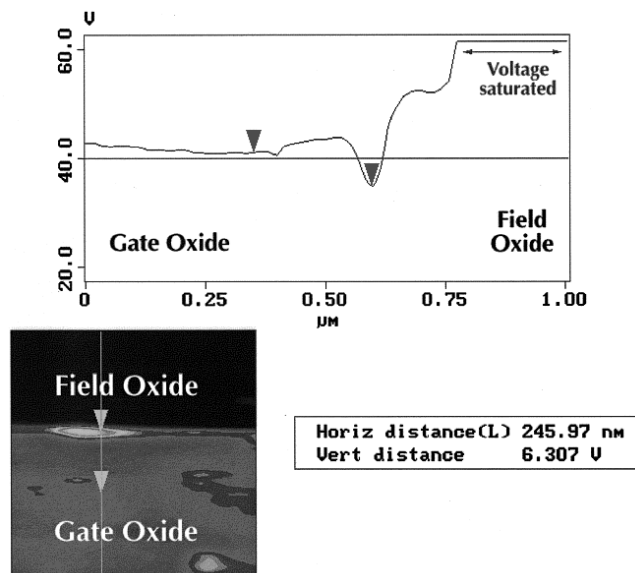 V
60.0
Voltage
saturated
40.0
Gate Oxide
Field
Oxide
20.0
0 0.25 0.50 0.75 1.00
μM
Field Oxide
Gate Oxide
Horiz distance(L) 245.97 nM
Vert distance 6.307 V